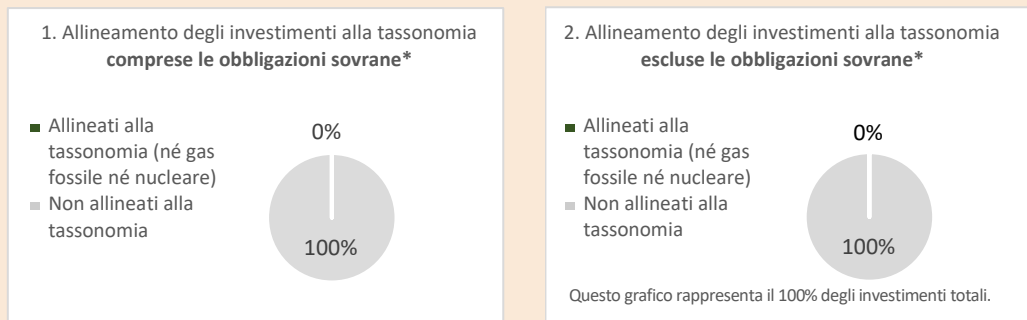 1. Allineamento degli investimenti alla tassonomia
comprese le obbligazioni sovrane*
Allineati alla
tassonomia (né gas
fossile né nucleare)
Non allineati alla
tassonomia
0%
100%
2. Allineamento degli investimenti alla tassonomia
escluse le obbligazioni sovrane*
Allineati alla
tassonomia (né gas
fossile né nucleare)
Non allineati alla
tassonomia
0%
100%
Questo grafico rappresenta il 100% degli investimenti totali.